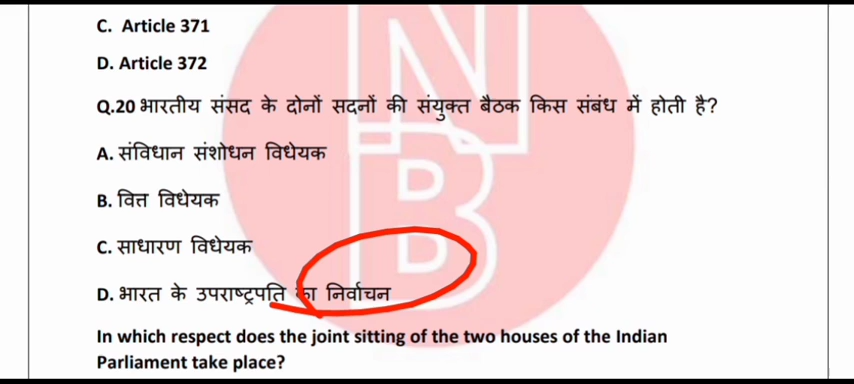 C. Article 371
D. Article 372
Q.20 भारतीय संसद के दोनों सदनों की संयुक्त बैठक किस संबंध में होती है?
A. संविधान संशोधन विधेयक
B. वित्त विधेयक
C. साधारण विधेयक
D. भारत के उपराष्ट्रपति का निर्वाचन
In which respect does the joint sitting of the two houses of the Indian
Parliament take place?